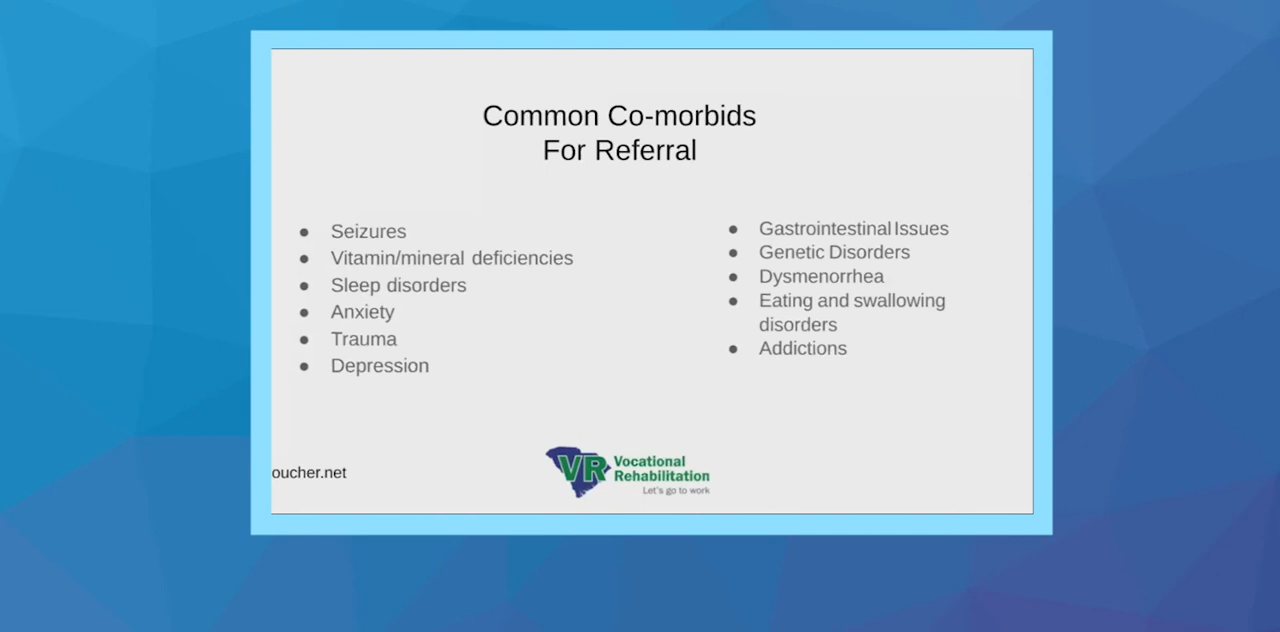 Common Co-morbids
For Referral
Seizures
Vitamin/mineral deficiencies
Sleep disorders
Anxiety
Trauma
Depression
Gastrointestinal Issues
Genetic Disorders
Dysmenorrhea
Eating and swallowing
disorders
Addictions
oucher.net
VR Vocational
Rehabilitation
Let's go to work